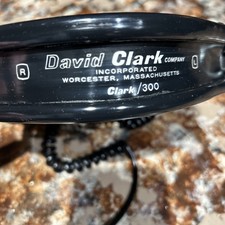 R David Clark COMPANY L
INCORPORATED
WORCESTER, MASSACHUSETTS
Clark/300